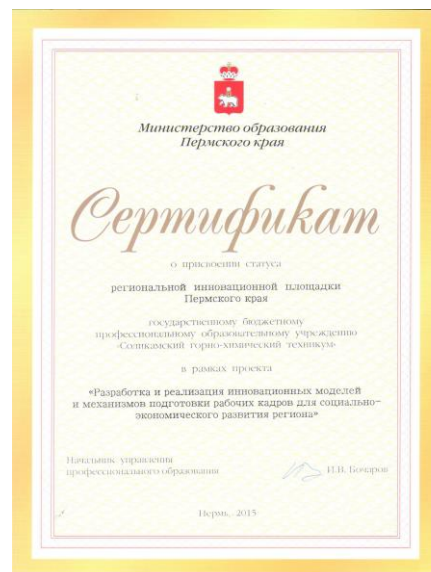 Министерство образования
Пермского края
Сертификат
о присвоении статуса
региональной инновационной площадки
Пермского края
государственному бюджетному
профессиональному образовательному учреждению
«Соликамский горно-химический техникум»
в рамках проекта
«Разработка и реализация инновационных моделей
и механизмов подготовки рабочих кадров для социально-
экономического развития региона»
Начальник управления
профессионального образования И.В. Бочаров
Пермь, 2015